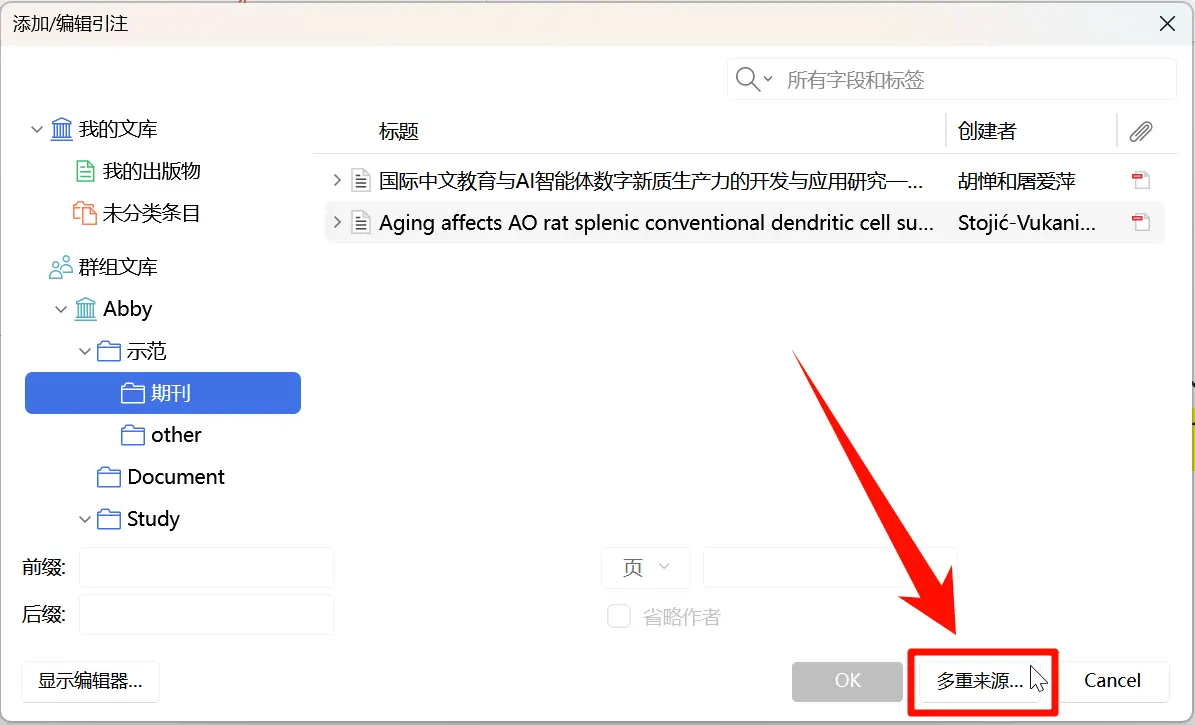 添加/编辑引注
所有字段和标签
我的文库
我的出版物
未分类条目
群组文库
Abby
示范
期刊
other
Document
Study
标题 创建者
国际中文教育与AI智能体数字新质生产力的开发与应用研究—... 胡惮和屠爱萍
Aging affects AO rat splenic conventional dendritic cell su... Stojić-Vukani...
前缀:
页
后缀:
省略作者
显示编辑器... OK 多重来源... Cancel